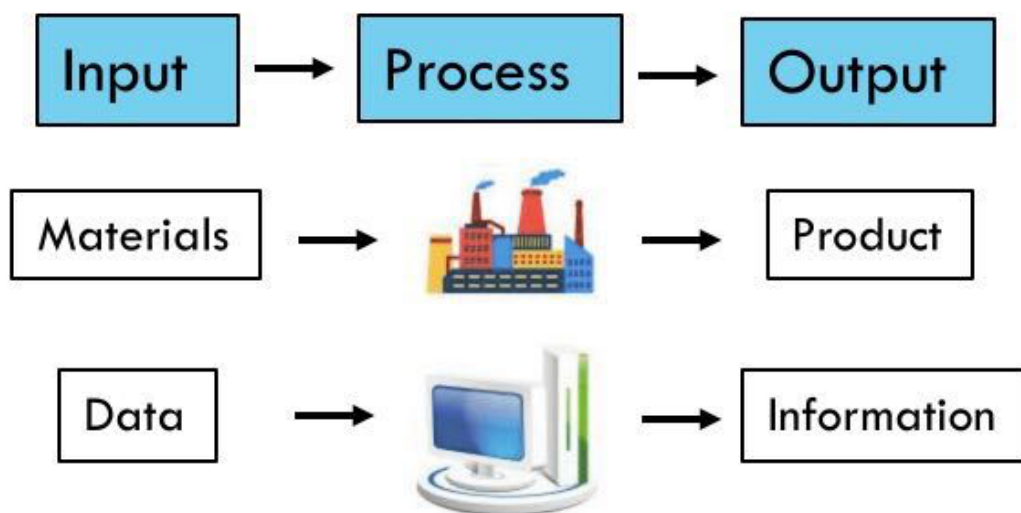 Input Process Output
Materials Product
Data Information